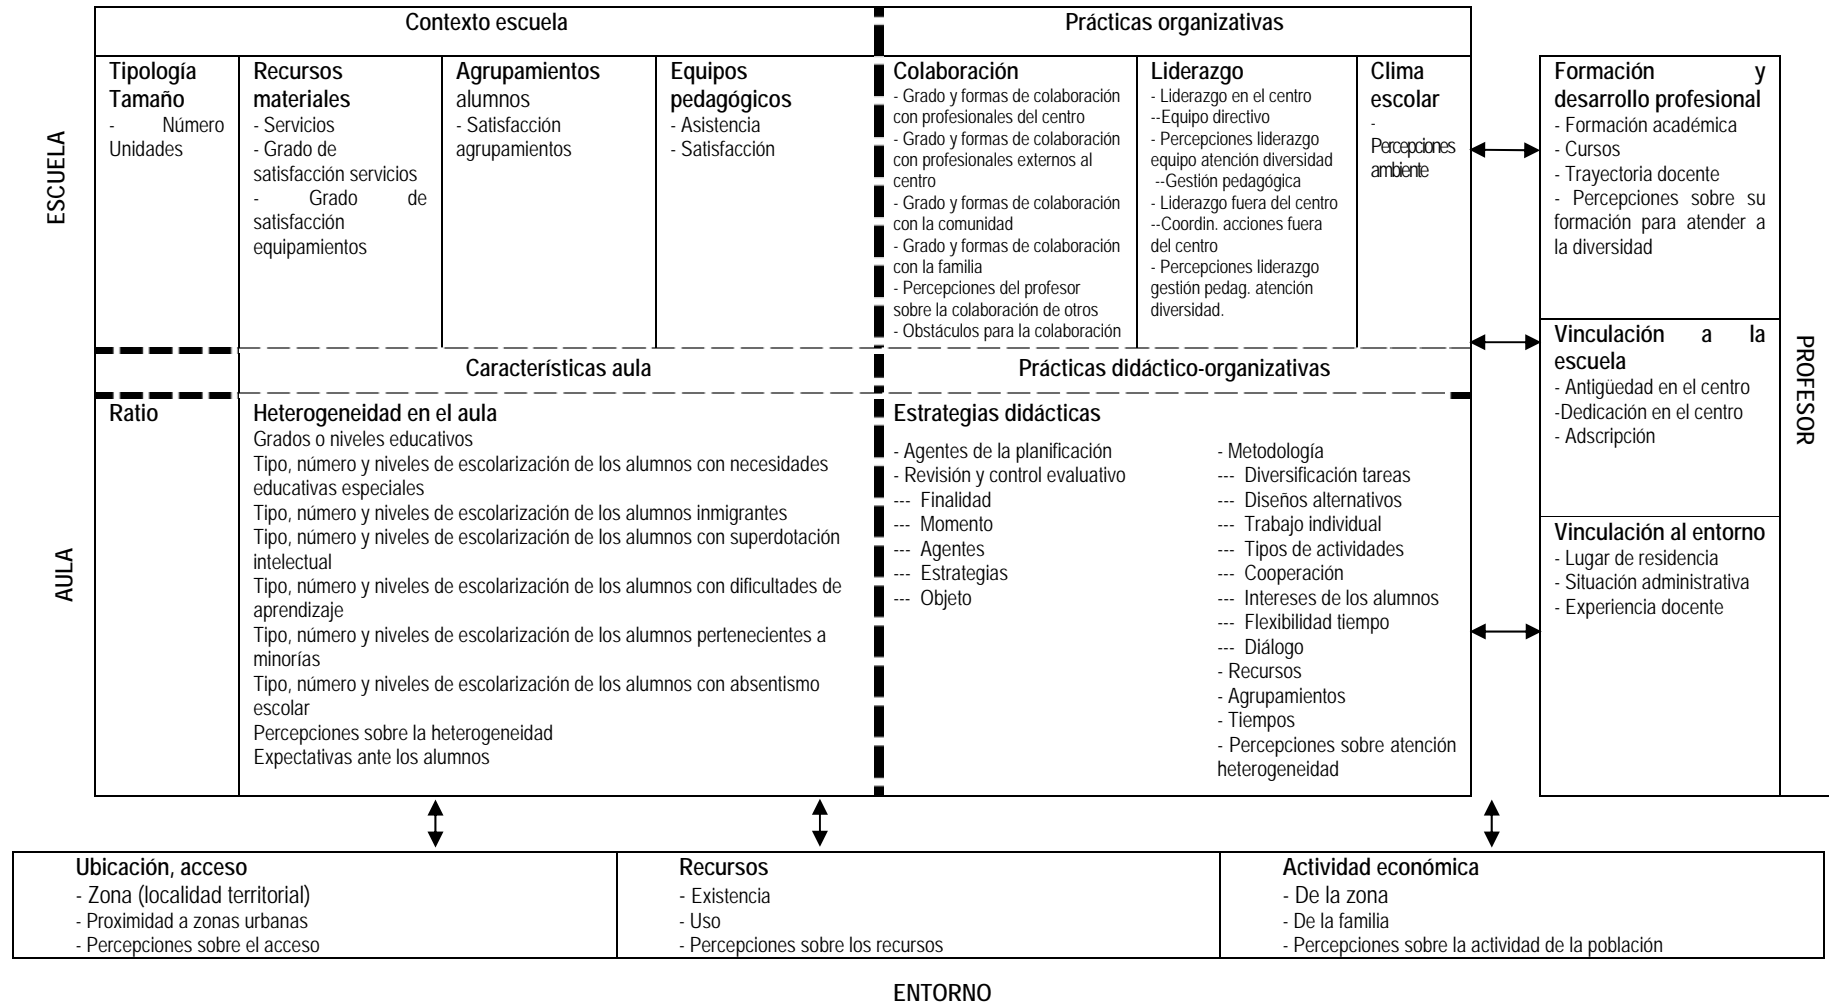 Contexto escuela
Prácticas organizativas
ESCUELA
Tipología
Tamaño
- Número
Unidades
Recursos
materiales
- Servicios
- Grado de
satisfacción servicios
- Grado de
satisfacción
equipamientos
Agrupamientos
alumnos
- Satisfacción
agrupamientos
Equipos
pedagógicos
- Asistencia
- Satisfacción
Colaboración
- Grado y formas de colaboración
con profesionales del centro
- Grado y formas de colaboración
con profesionales externos al
centro
- Grado y formas de colaboración
con la comunidad
- Grado y formas de colaboración
con la familia
- Percepciones del profesor
sobre la colaboración de otros
- Obstáculos para la colaboración
Liderazgo
- Liderazgo en el centro
--Equipo directivo
- Percepciones liderazgo
equipo atención diversidad
--Gestión pedagógica
- Liderazgo fuera del centro
--Coordin. acciones fuera
del centro
- Percepciones liderazgo
gestión pedag. atención
diversidad.
Clima
escolar
-
Percepciones
ambiente
Formación y
desarrollo profesional
- Formación académica
- Cursos
- Trayectoria docente
- Percepciones sobre su
formación para atender a
la diversidad
Vinculación a la
escuela
- Antigüedad en el centro
-Dedicación en el centro
- Adscripción
Vinculación al entorno
- Lugar de residencia
- Situación administrativa
- Experiencia docente
PROFESOR
Características aula
Prácticas didáctico-organizativas
AULA
Ratio
Heterogeneidad en el aula
Grados o niveles educativos
Tipo, número y niveles de escolarización de los alumnos con necesidades
educativas especiales
Tipo, número y niveles de escolarización de los alumnos inmigrantes
Tipo, número y niveles de escolarización de los alumnos con superdotación
intelectual
Tipo, número y niveles de escolarización de los alumnos con dificultades de
aprendizaje
Tipo, número y niveles de escolarización de los alumnos pertenecientes a
minorías
Tipo, número y niveles de escolarización de los alumnos con absentismo
escolar
Percepciones sobre la heterogeneidad
Expectativas ante los alumnos
Estrategias didácticas
- Agentes de la planificación
- Revisión y control evaluativo
--- Finalidad
--- Momento
--- Agentes
--- Estrategias
--- Objeto
- Metodología
--- Diversificación tareas
--- Diseños alternativos
--- Trabajo individual
--- Tipos de actividades
--- Cooperación
--- Intereses de los alumnos
--- Flexibilidad tiempo
--- Diálogo
- Recursos
- Agrupamientos
- Tiempos
- Percepciones sobre atención
heterogeneidad
Ubicación, acceso
- Zona (localidad territorial)
- Proximidad a zonas urbanas
- Percepciones sobre el acceso
Recursos
- Existencia
- Uso
- Percepciones sobre los recursos
Actividad económica
- De la zona
- De la familia
- Percepciones sobre la actividad de la población
ENTORNO